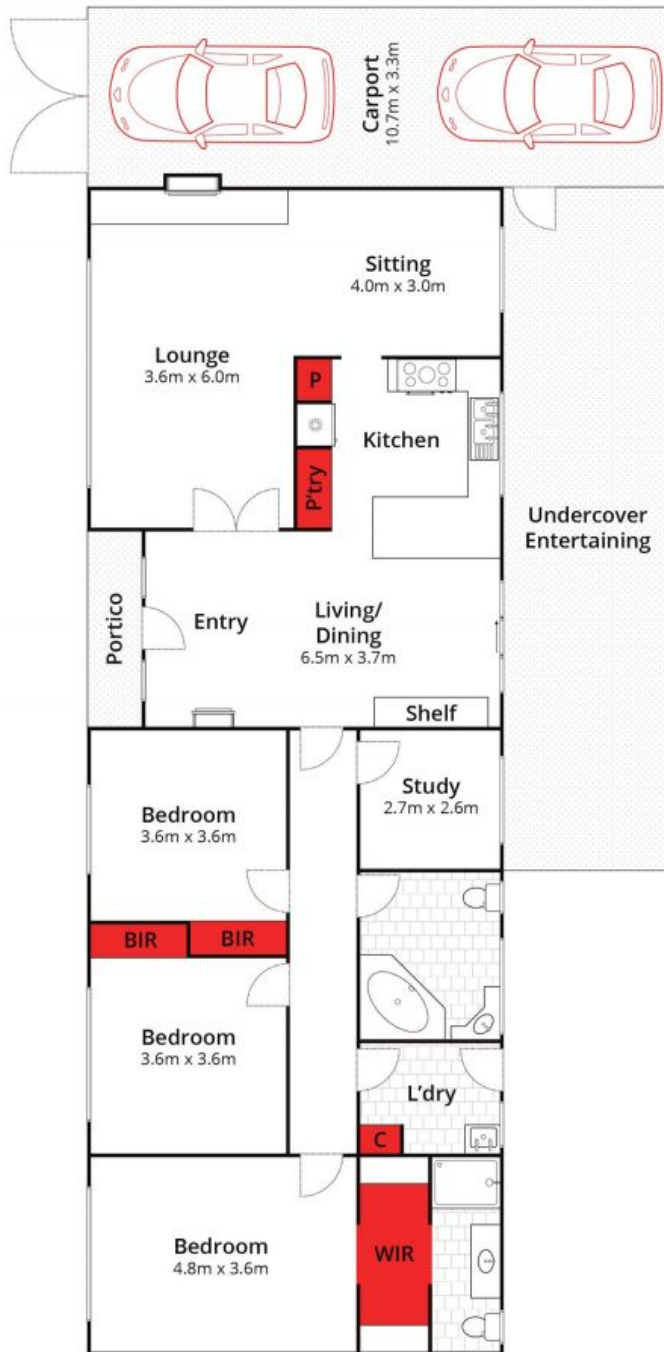 Carport
10.7m x 3.3m
Sitting
4.0m x 3.0m
Lounge
3.6m x 6.0m
P
Kitchen
P'try
Undercover
Entertaining
Portico
Entry
Living/
Dining
6.5m x 3.7m
Shelf
Bedroom
3.6m x 3.6m
Study
2.7m x 2.6m
BIR
BIR
Bedroom
3.6m x 3.6m
L'dry
C
Bedroom
4.8m x 3.6m
WIR